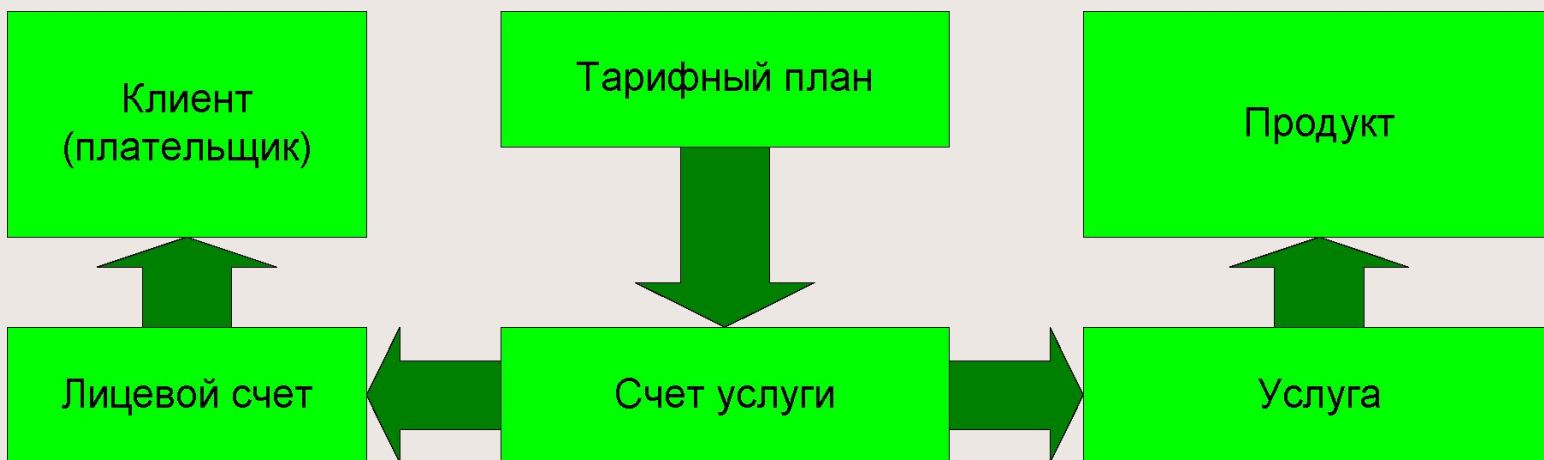 Клиент
(плательщик)
Тарифный план
Продукт
Лицевой счет
Счет услуги
Услуга